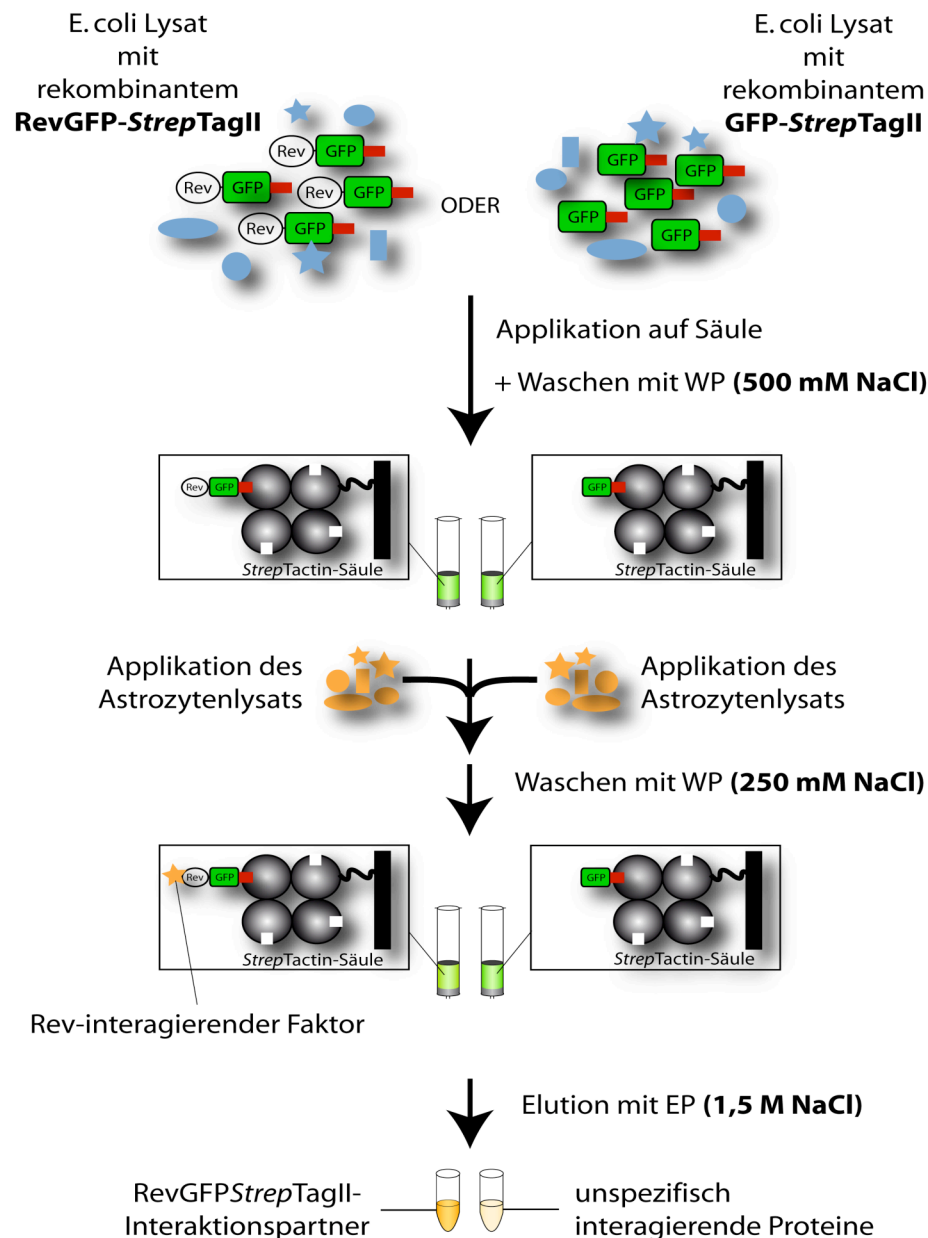 E. coli Lysat
mit
rekombinantem
RevGFP-StrepTagII
E. coli Lysat
mit
rekombinantem
GFP-StrepTagII
Rev GFP
Rev GFP
Rev GFP
Rev GFP
ODER
GFP
GFP
GFP
GFP
GFP
Applikation auf Säule
+ Waschen mit WP (500 mM NaCl)
Rev GFP
StrepTactin-Säule
GFP
StrepTactin-Säule
Applikation des
Astrozytenlysats
Applikation des
Astrozytenlysats
Waschen mit WP (250 mM NaCl)
Rev GFP
StrepTactin-Säule
GFP
StrepTactin-Säule
Rev-interagierender Faktor
Elution mit EP (1,5 M NaCl)
RevGFPStrepTagII-
Interaktionspartner
unspezifisch
interagierende Proteine